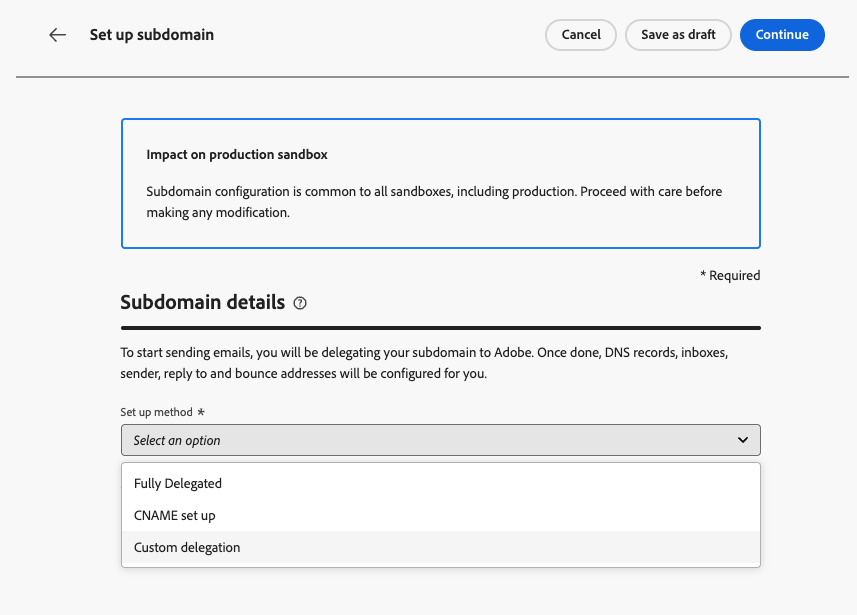 Set up subdomain
Cancel
Save as draft
Continue
Impact on production sandbox
Subdomain configuration is common to all sandboxes, including production. Proceed with care before
making any modification.
* Required
Subdomain details
To start sending emails, you will be delegating your subdomain to Adobe. Once done, DNS records, inboxes,
sender, reply to and bounce addresses will be configured for you.
Set up method *
Select an option
Fully Delegated
CNAME set up
Custom delegation